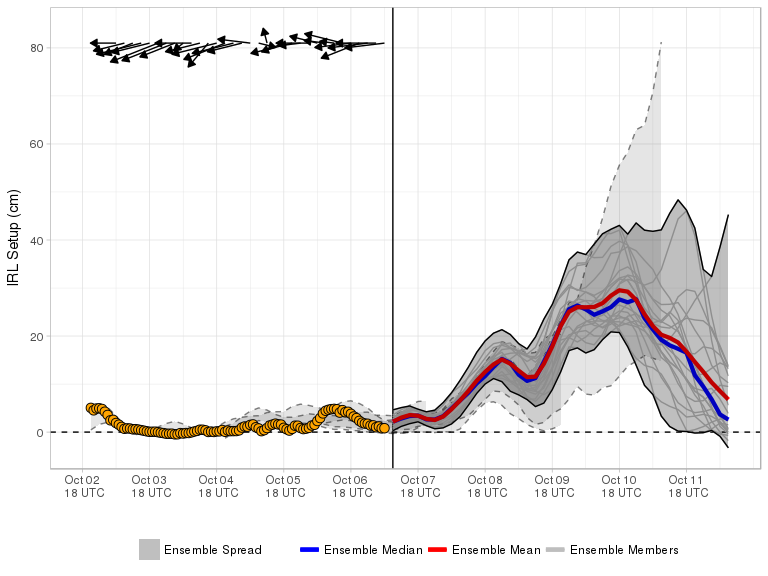 IRL Setup (cm)
80
60
40
20
0
Oct 02 Oct 03 Oct 04 Oct 05 Oct 06 Oct 07 Oct 08 Oct 09 Oct 10 Oct 11
18 UTC 18 UTC 18 UTC 18 UTC 18 UTC 18 UTC 18 UTC 18 UTC 18 UTC 18 UTC
Ensemble Spread Ensemble Median Ensemble Mean Ensemble Members